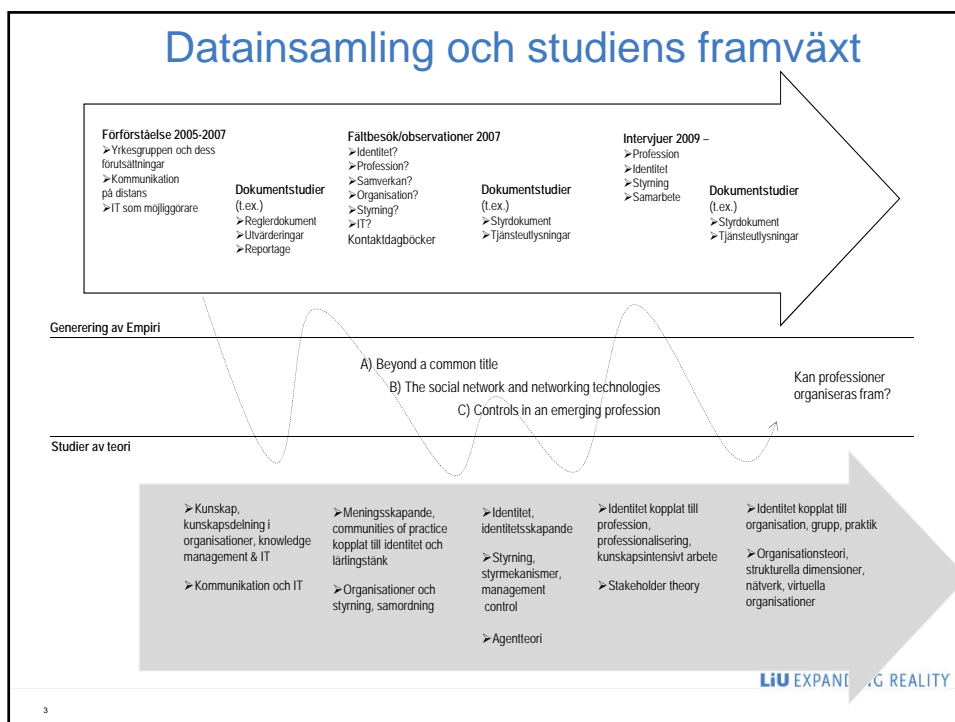 Datainsamling och studiens framväxt
Förförståelse 2005-2007
➢Yrkesgruppen och dess
förutsättningar
➢Kommunikation
på distans
➢IT som möjliggörare
Dokumentstudier
(t.ex.)
➢Reglerdokument
➢Utvärderingar
➢Reportage
Fältbesök/observationer 2007
➢Identitet?
➢Profession?
➢Samverkan?
➢Organisation?
➢Styrning?
➢IT?
Kontaktdagböcker
Dokumentstudier
(t.ex.)
➢Styrdokument
➢Tjänsteutlysningar
Intervjuer 2009 –
➢Profession
➢Identitet
➢Styrning
➢Samarbete
Dokumentstudier
(t.ex.)
➢Styrdokument
➢Tjänsteutlysningar
Generering av Empiri
A) Beyond a common title
B) The social network and networking technologies
C) Controls in an emerging profession
Kan professioner
organiseras fram?
Studier av teori
➢Kunskap,
kunskapsdelning i
organisationer, knowledge
management & IT
➢Kommunikation och IT
➢Meningsskapande,
communities of practice
kopplat till identitet och
lärlingstänk
➢Organisationer och
styrning, samordning
➢Identitet,
identitetsskapande
➢Styrning,
styrmekanismer,
management
control
➢Agentteori
➢Identitet kopplat till
profession,
professionalisering,
kunskapsintensivt arbete
➢Stakeholder theory
➢Identitet kopplat till
organisation, grupp, praktik
➢Organisationsteori,
strukturella dimensioner,
nätverk, virtuella
organisationer
LiU EXPANDING REALITY
3